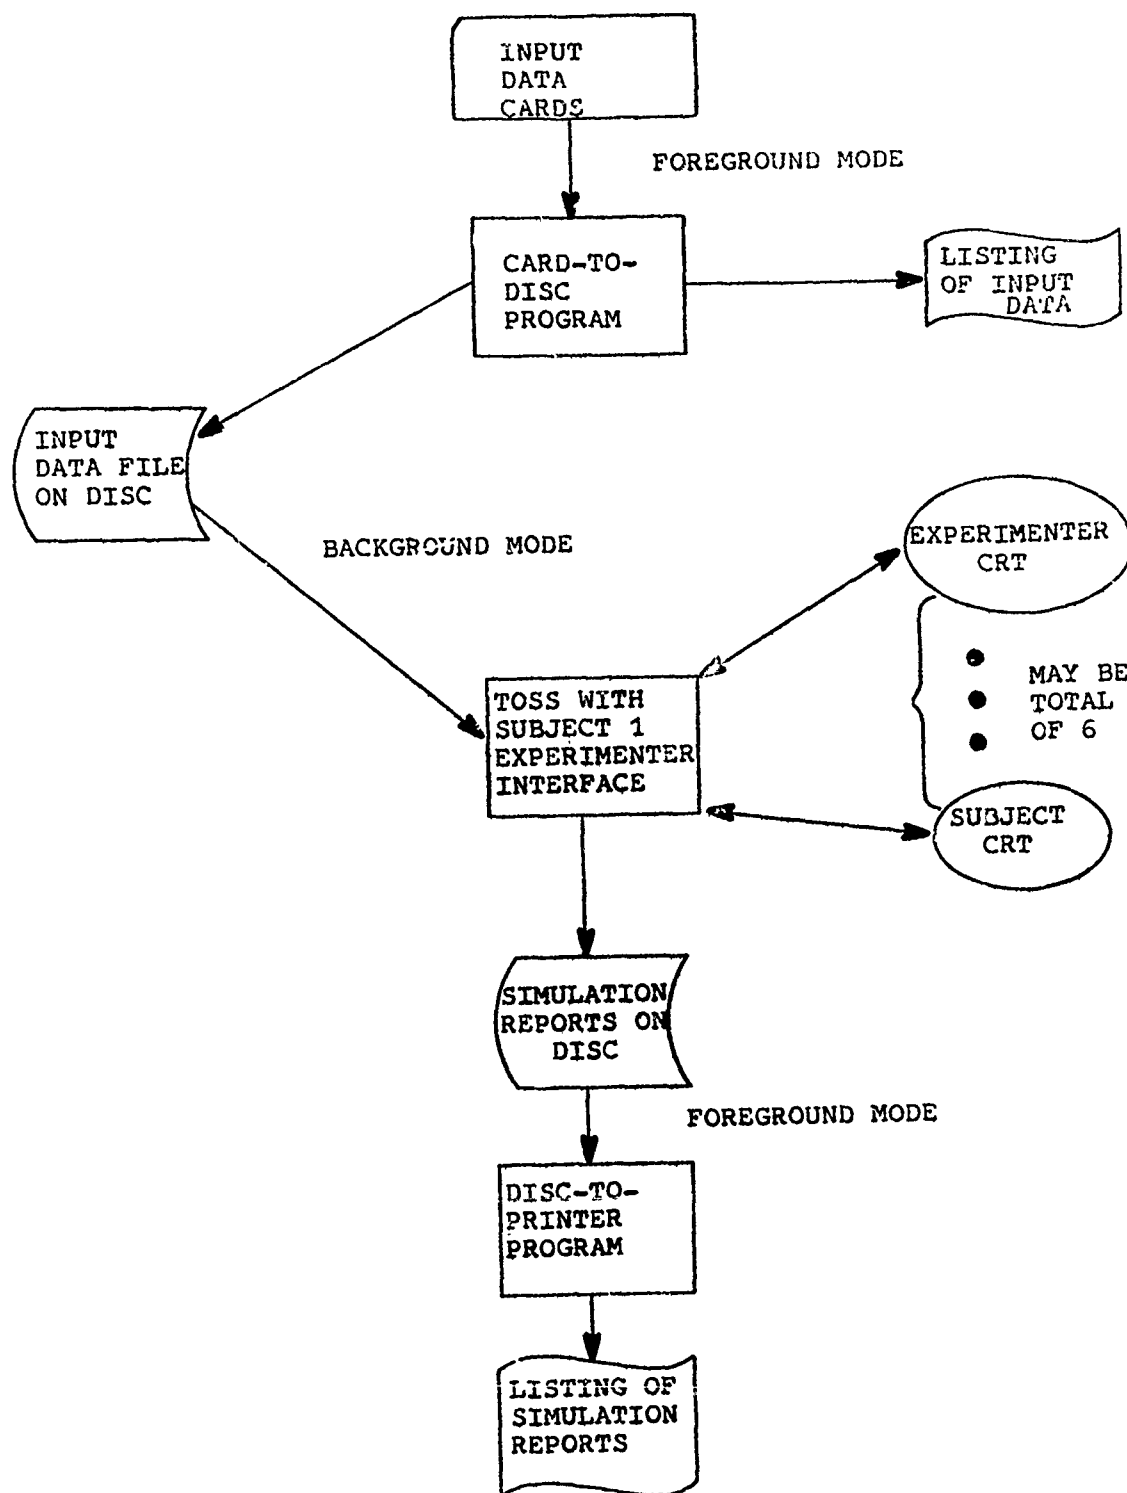 INPUT
DATA
CARDS
FOREGROUND MODE
CARD-TO-
DISC
PROGRAM
LISTING
OF INPUT
DATA
INPUT
DATA FILE
ON DISC
BACKGROUND MODE
EXPERIMENTER
CRT
MAY BE
TOTAL
OF 6
TOSS WITH
SUBJECT 1
EXPERIMENTER
INTERFACE
SUBJECT
CRT
SIMULATION
REPORTS ON
DISC
FOREGROUND MODE
DISC-TO-
PRINTER
PROGRAM
LISTING OF
SIMULATION
REPORTS